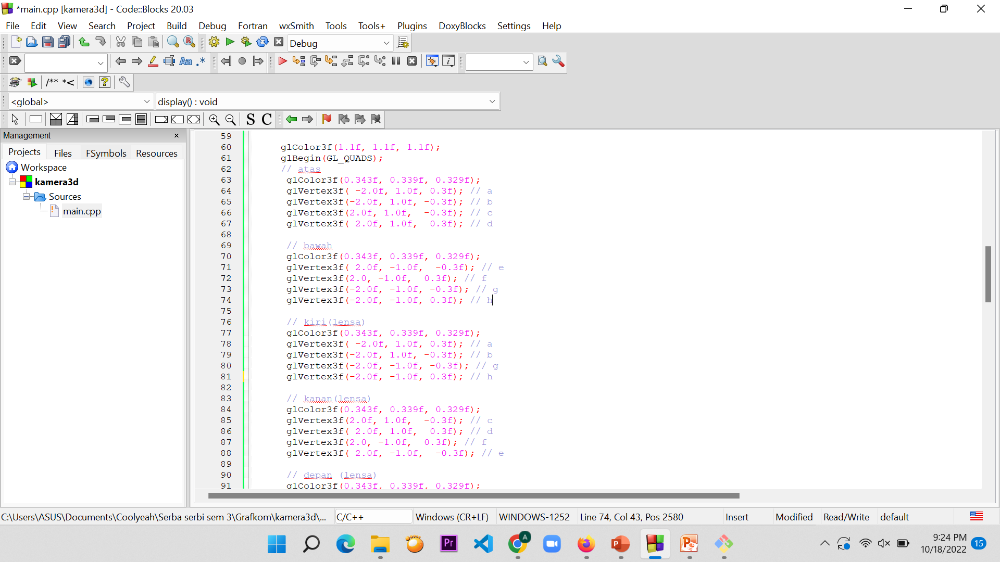 *main.cpp [kamera3d] - Code::Blocks 20.03
File Edit View Search Project Build Debug Fortran wxSmith Tools Tools+ Plugins DoxyBlocks Settings Help
Debug
/** *<
<global> display() : void
S C
Management
Projects Files FSymbols Resources
Workspace
kamera3d
Sources
main.cpp
59
60 glColor3f(1.1f, 1.1f, 1.1f);
61 glBegin(GL_QUADS);
62 // atas
63 glColor3f(0.343f, 0.339f, 0.329f);
64 glVertex3f( -2.0f, 1.0f, 0.3f); // a
65 glVertex3f(-2.0f, 1.0f, -0.3f); // b
66 glVertex3f(2.0f, 1.0f,  -0.3f); // c
67 glVertex3f( 2.0f, 1.0f,  0.3f); // d
68
69 // bawah
70 glColor3f(0.343f, 0.339f, 0.329f);
71 glVertex3f( 2.0f, -1.0f,  -0.3f); // e
72 glVertex3f(2.0, -1.0f,  0.3f); // f
73 glVertex3f(-2.0f, -1.0f, -0.3f); // g
74 glVertex3f(-2.0f, -1.0f, 0.3f); // h
75
76 // kiri(lensa)
77 glColor3f(0.343f, 0.339f, 0.329f);
78 glVertex3f( -2.0f, 1.0f, 0.3f); // a
79 glVertex3f(-2.0f, 1.0f, -0.3f); // b
80 glVertex3f(-2.0f, -1.0f, -0.3f); // g
81 glVertex3f(-2.0f, -1.0f, 0.3f); // h
82
83 // kanan(lensa)
84 glColor3f(0.343f, 0.339f, 0.329f);
85 glVertex3f(2.0f, 1.0f,  -0.3f); // c
86 glVertex3f( 2.0f, 1.0f,  0.3f); // d
87 glVertex3f(2.0, -1.0f,  0.3f); // f
88 glVertex3f( 2.0f, -1.0f,  -0.3f); // e
89
90 // depan (lensa)
91 glColor3f(0.343f, 0.339f, 0.329f);
C:\Users\ASUS\Documents\Coolyeah\Serba serbi sem 3\Grafkom\kamera3d\... C/C++ Windows (CR+LF) WINDOWS-1252 Line 74, Col 43, Pos 2580 Insert Modified Read/Write default
9:24 PM
10/18/2022
15